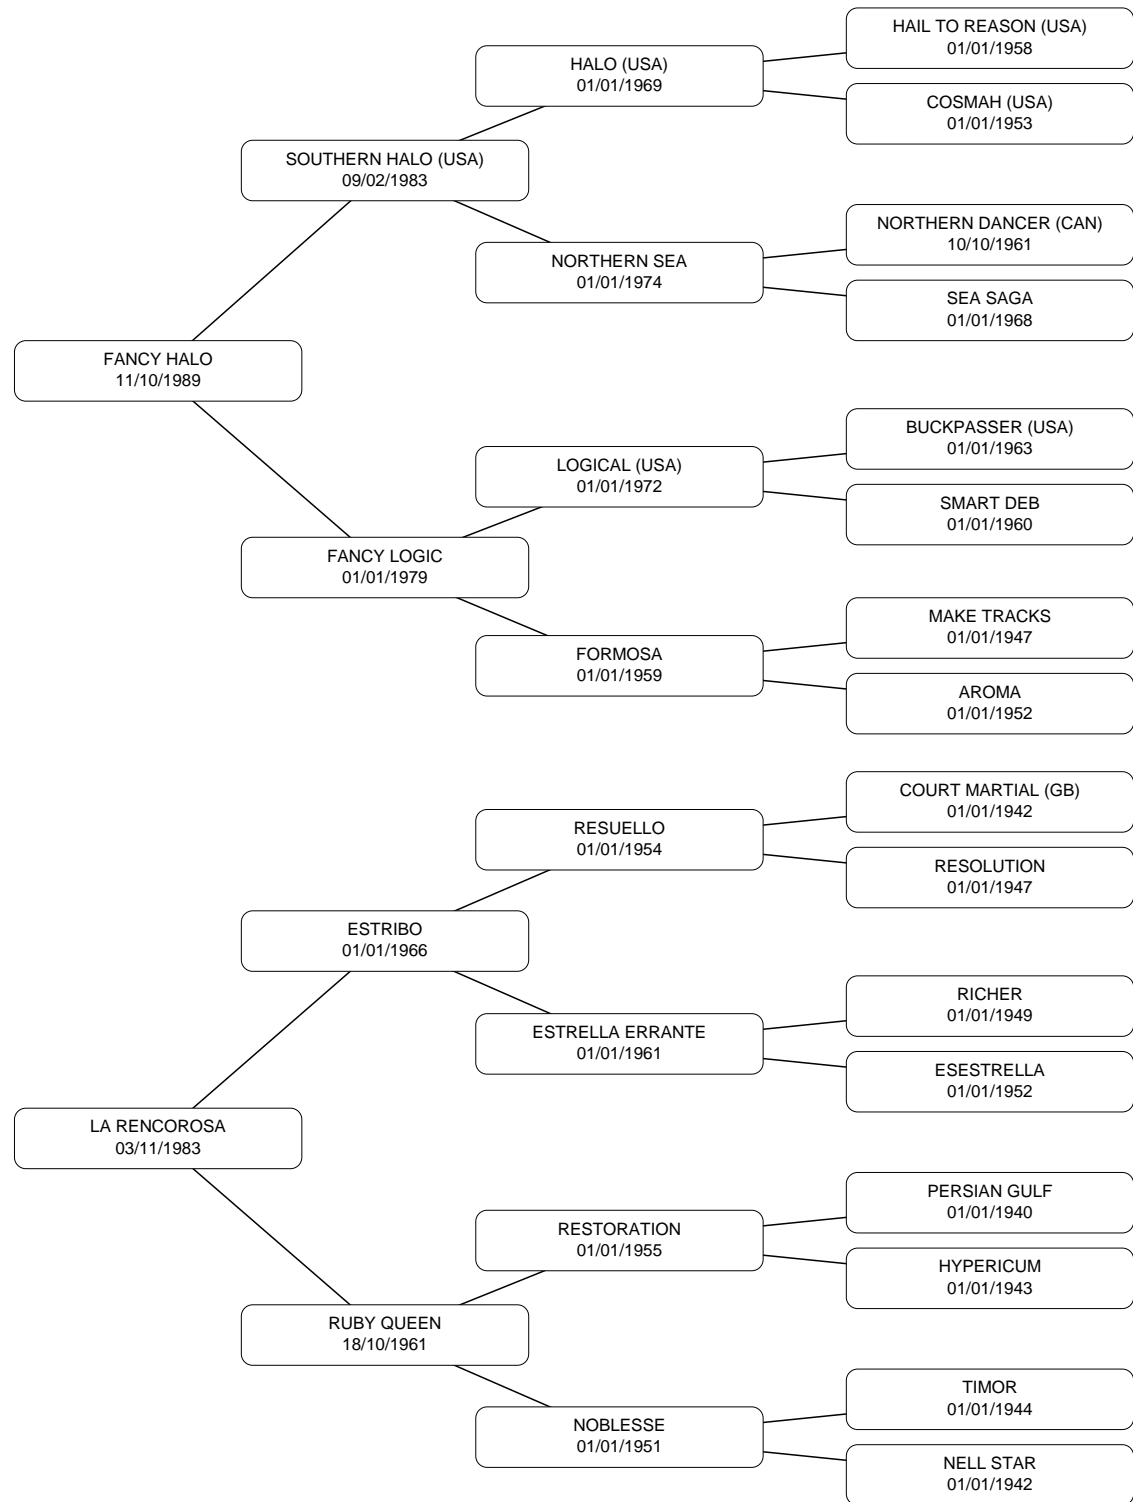 HAIL TO REASON (USA)
01/01/1958
HALO (USA)
01/01/1969
COSMAH (USA)
01/01/1953
SOUTHERN HALO (USA)
09/02/1983
NORTHERN DANCER (CAN)
10/10/1961
NORTHERN SEA
01/01/1974
SEA SAGA
01/01/1968
FANCY HALO
11/10/1989
BUCKPASSER (USA)
01/01/1963
LOGICAL (USA)
01/01/1972
SMART DEB
01/01/1960
FANCY LOGIC
01/01/1979
MAKE TRACKS
01/01/1947
FORMOSA
01/01/1959
AROMA
01/01/1952
COURT MARTIAL (GB)
01/01/1942
RESUELLO
01/01/1954
RESOLUTION
01/01/1947
ESTRIBO
01/01/1966
RICHER
01/01/1949
ESTRELLA ERRANTE
01/01/1961
ESESTRELLA
01/01/1952
LA RENCOROSA
03/11/1983
PERSIAN GULF
01/01/1940
RESTORATION
01/01/1955
HYPERICUM
01/01/1943
RUBY QUEEN
18/10/1961
TIMOR
01/01/1944
NOBLESSE
01/01/1951
NELL STAR
01/01/1942